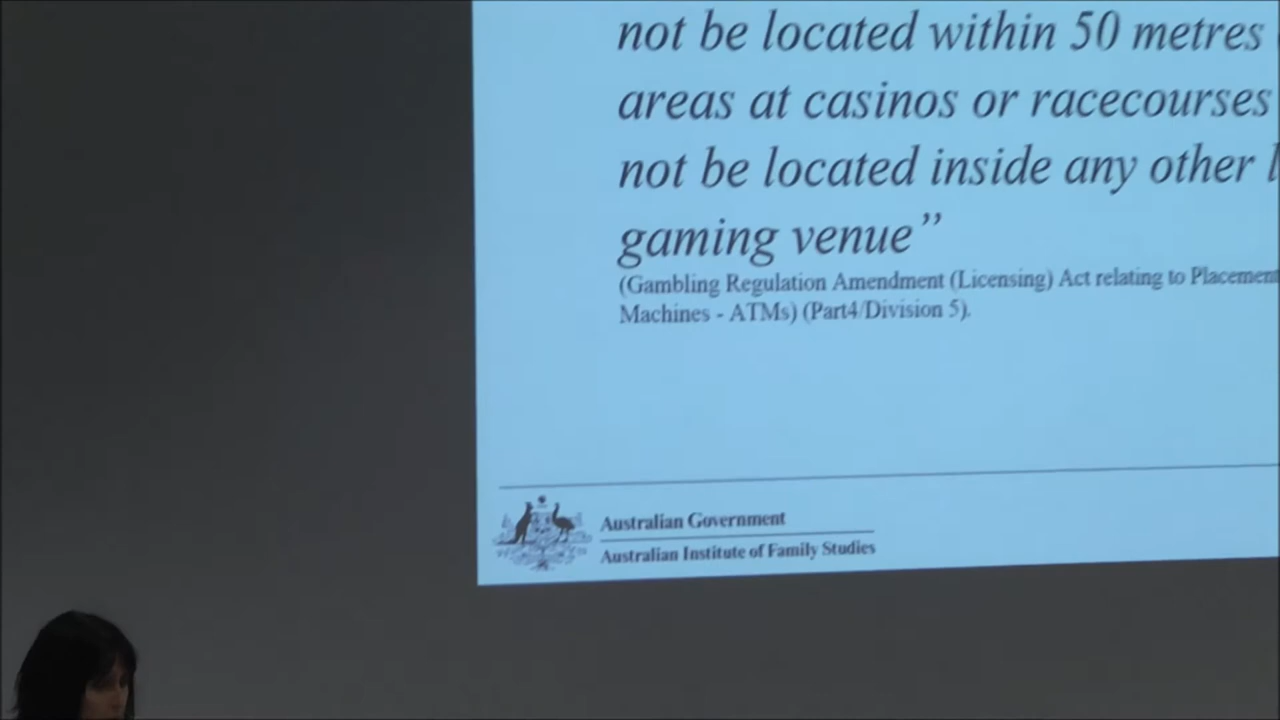 not be located within 50 metres
areas at casinos or racecourses
not be located inside any other
gaming venue”
(Gambling Regulation Amendment (Licensing) Act relating to Placement
Machines - ATMs) (Part4/Division 5).
Australian Government
Australian Institute of Family Studies